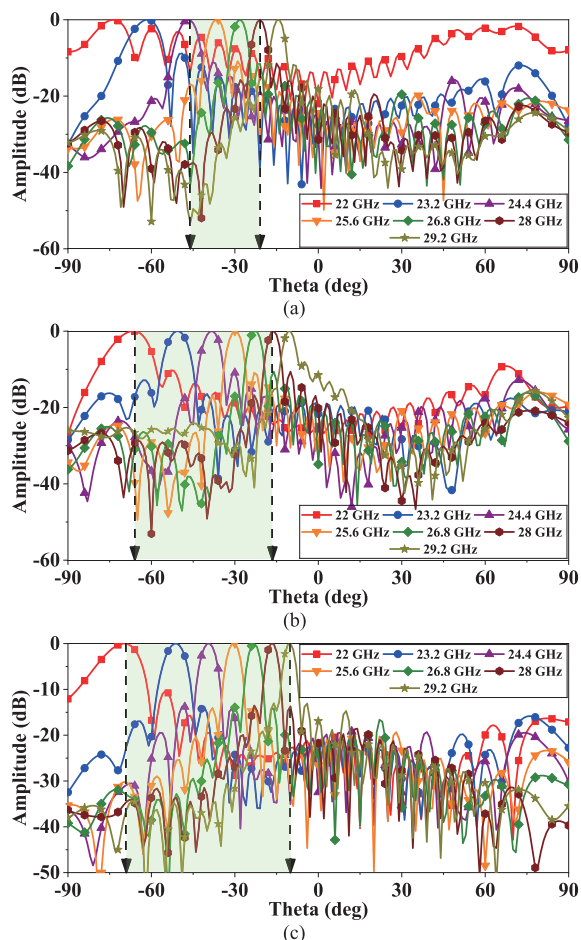 0
-20
-40
-60
Amplitude (dB)
22 GHz 23.2 GHz 24.4 GHz
25.6 GHz 26.8 GHz 28 GHz
29.2 GHz
-90 -60 -30 0 30 60 90
Theta (deg)
(a)
0
-20
-40
-60
Amplitude (dB)
22 GHz 23.2 GHz 24.4 GHz
25.6 GHz 26.8 GHz 28 GHz
29.2 GHz
-90 -60 -30 0 30 60 90
Theta (deg)
(b)
0
-10
-20
-30
-40
-50
Amplitude (dB)
22 GHz 23.2 GHz 24.4 GHz
25.6 GHz 26.8 GHz 28 GHz
29.2 GHz
-90 -60 -30 0 30 60 90
Theta (deg)
(c)